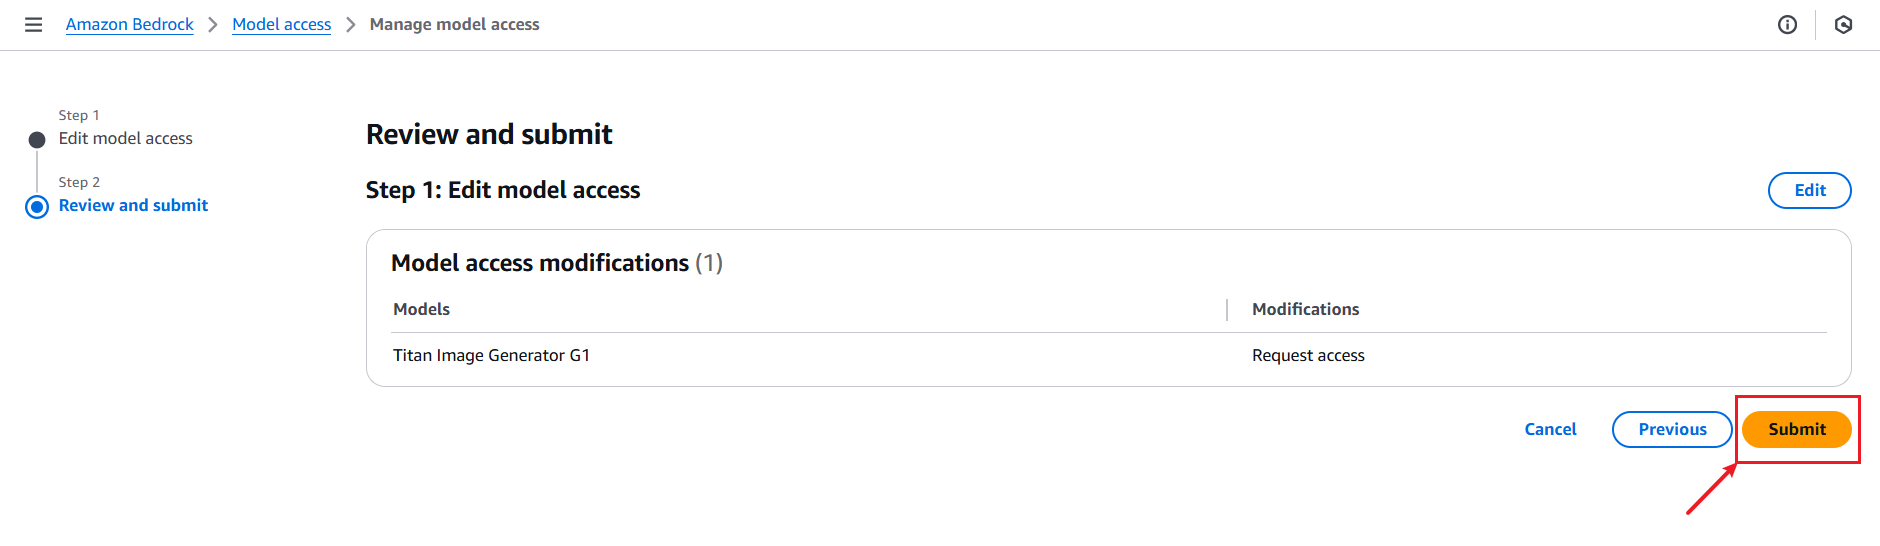 Amazon Bedrock > Model access > Manage model access
Step 1
Edit model access
Step 2
Review and submit
Review and submit
Step 1: Edit model access
Edit
Model access modifications (1)
Models Modifications
Titan Image Generator G1 Request access
Cancel Previous Submit